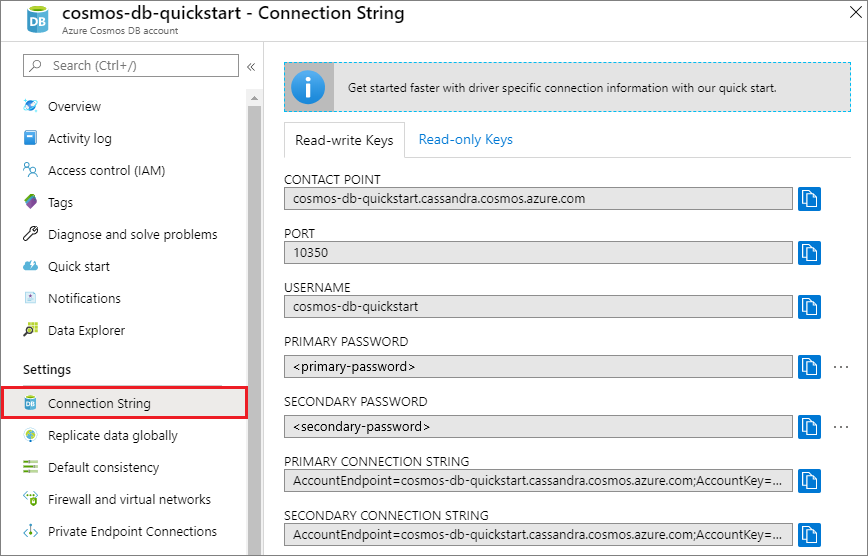 cosmos-db-quickstart - Connection String
Azure Cosmos DB account
Search (Ctrl+/)
Overview
Activity log
Access control (IAM)
Tags
Diagnose and solve problems
Quick start
Notifications
Data Explorer
Settings
Connection String
Replicate data globally
Default consistency
Firewall and virtual networks
Private Endpoint Connections
Get started faster with driver specific connection information with our quick start.
Read-write Keys
Read-only Keys
CONTACT POINT
cosmos-db-quickstart.cassandra.cosmos.azure.com
PORT
10350
USERNAME
cosmos-db-quickstart
PRIMARY PASSWORD
<primary-password>
SECONDARY PASSWORD
<secondary-password>
PRIMARY CONNECTION STRING
AccountEndpoint=cosmos-db-quickstart.cassandra.cosmos.azure.com;AccountKey=...
SECONDARY CONNECTION STRING
AccountEndpoint=cosmos-db-quickstart.cassandra.cosmos.azure.com;AccountKey=...